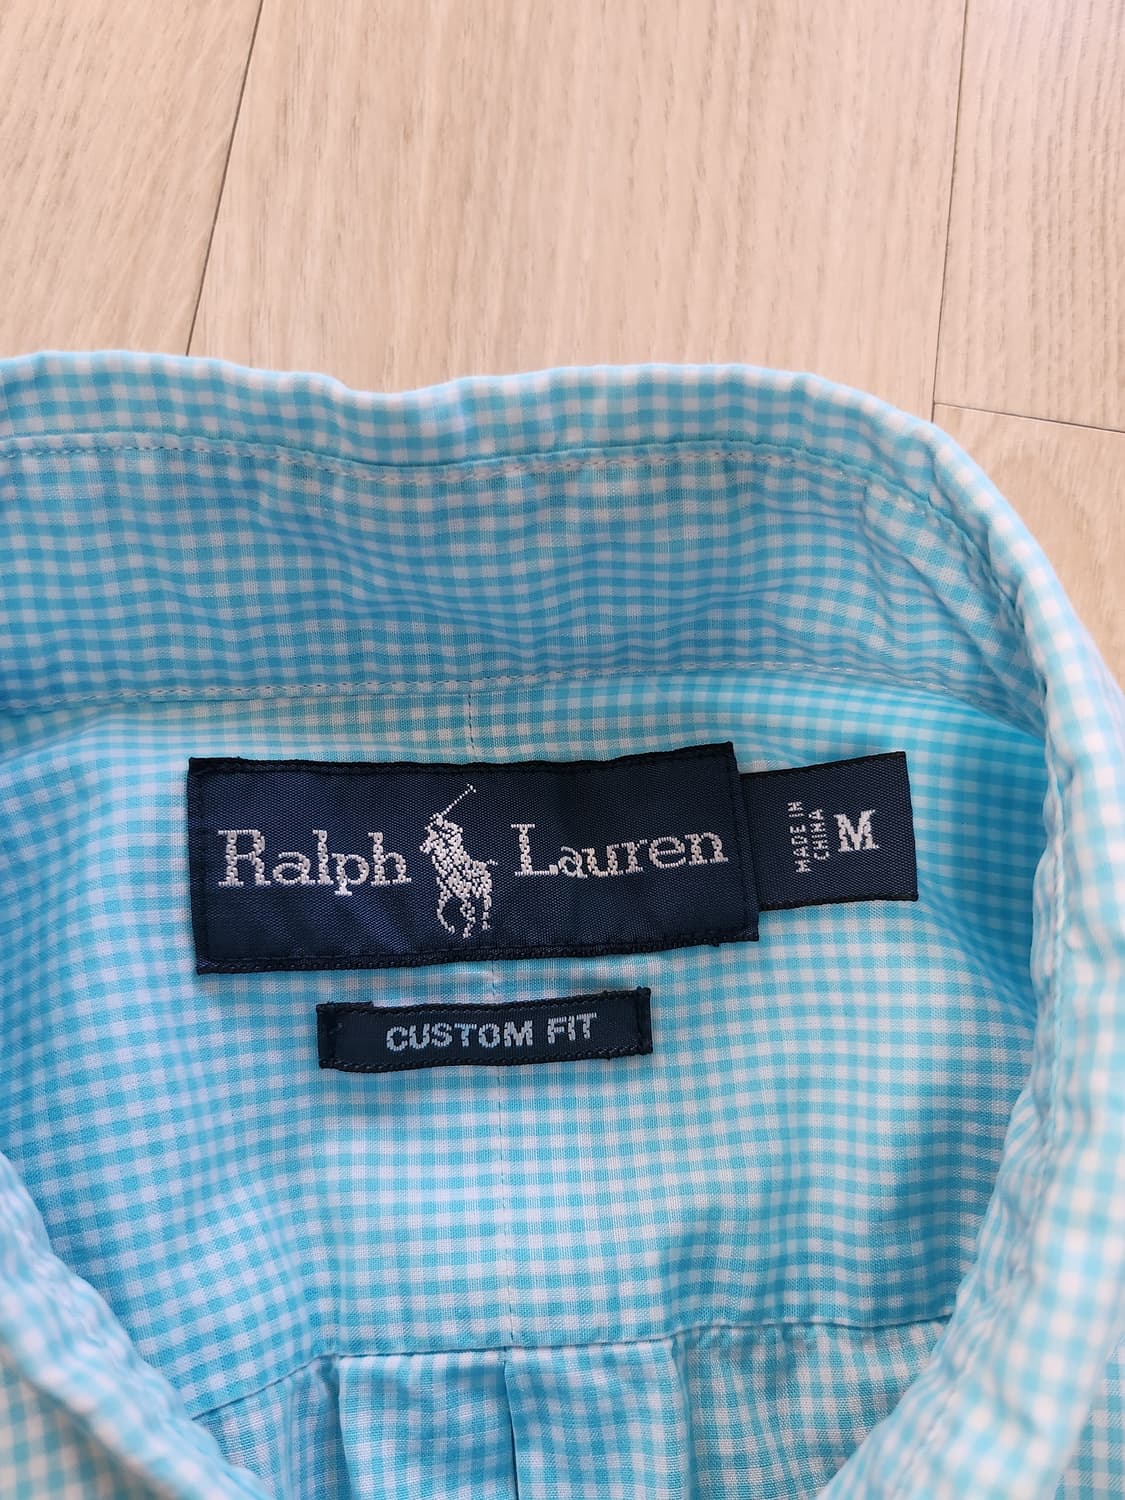 Ralph Lauren
MADE IN
CHINA
M
CUSTOM FIT